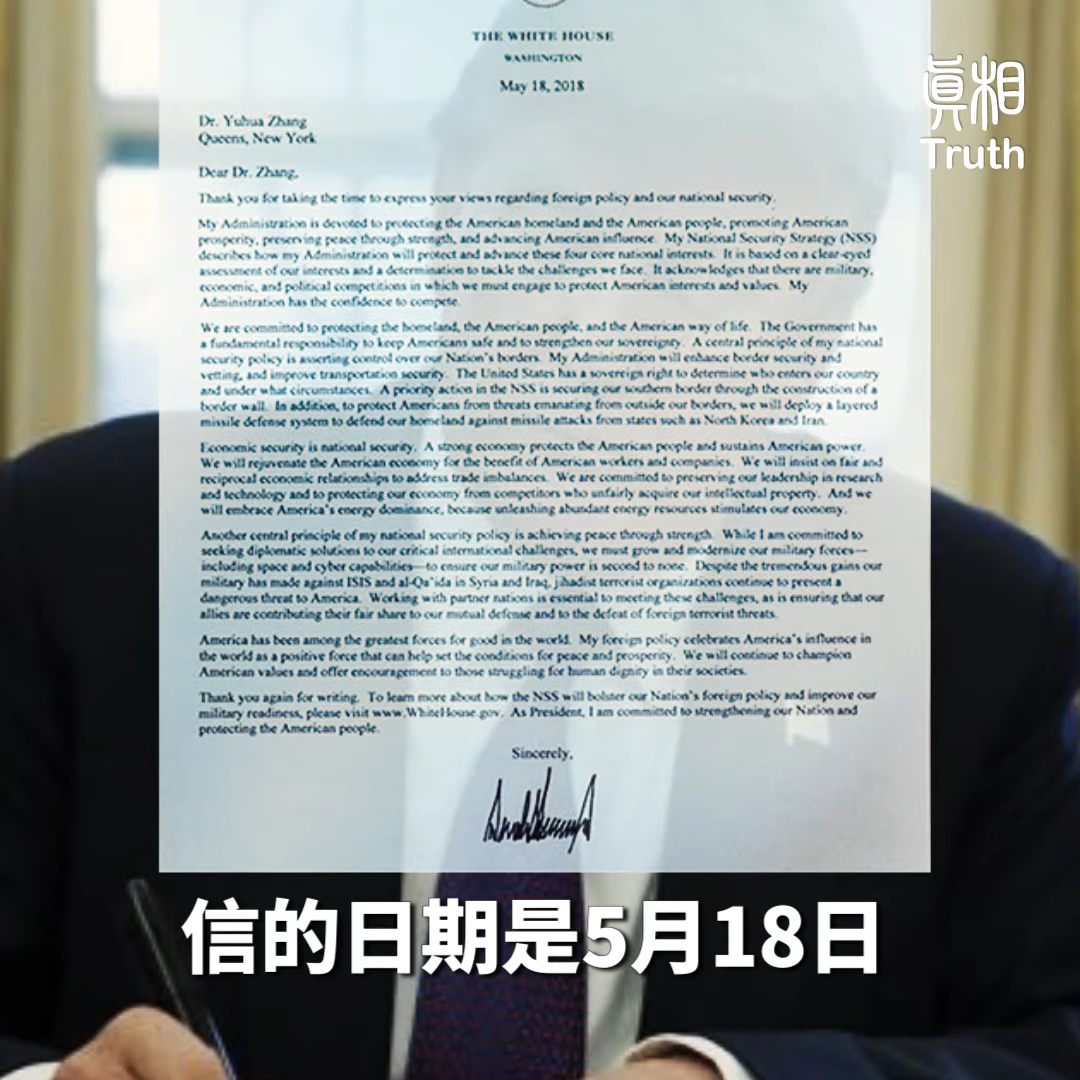 THE WHITE HOUSE
WASHINGTON
May 18, 2018
真相
Truth
Dr. Yuhua Zhang
Queens, New York
Dear Dr. Zhang,
Thank you for taking the time to express your views regarding foreign policy and our national security.
My Administration is devoted to protecting the American homeland and the American people, promoting American
prosperity, preserving peace through strength, and advancing American influence. My National Security Strategy (NSS)
describes how my Administration will protect and advance these four core national interests. It is based on a clear-eyed
assessment of our interests and a determination to tackle the challenges we face. It acknowledges that there are military,
economic, and political competitions in which we must engage to protect American interests and values. My
Administration has the confidence to compete.
We are committed to protecting the homeland, the American people, and the American way of life. The Government has
a fundamental responsibility to keep Americans safe and to strengthen our sovereignty. A central principle of my national
security policy is asserting control over our Nation's borders. My Administration will enhance border security and
vetting, and improve transportation security. The United States has a sovereign right to determine who enters our country
and under what circumstances. A priority action in the NSS is securing our southern border through the construction of a
border wall. In addition, to protect Americans from threats emanating from outside our borders, we will deploy a layered
missile defense system to defend our homeland against missile attacks from states such as North Korea and Iran.
Economic security is national security. A strong economy protects the American people and sustains American power.
We will rejuvenate the American economy for the benefit of American workers and companies. We will insist on fair and
reciprocal economic relationships to address trade imbalances. We are committed to preserving our leadership in research
and technology and to protecting our economy from competitors who unfairly acquire our intellectual property. And we
will embrace America's energy dominance, because unleashing abundant energy resources stimulates our economy.
Another central principle of my national security policy is achieving peace through strength. While I am committed to
seeking diplomatic solutions to our critical international challenges, we must grow and modernize our military forces—
including space and cyber capabilities—to ensure our military power is second to none. Despite the tremendous gains our
military has made against ISIS and al-Qa'ida in Syria and Iraq, jihadist terrorist organizations continue to present a
dangerous threat to America. Working with partner nations is essential to meeting these challenges, as is ensuring that our
allies are contributing their fair share to our mutual defense and to the defeat of foreign terrorist threats.
America has been among the greatest forces for good in the world. My foreign policy celebrates America's influence in
the world as a positive force that can help set the conditions for peace and prosperity. We will continue to champion
American values and offer encouragement to those struggling for human dignity in their societies.
Thank you again for writing. To learn more about how the NSS will bolster our Nation's foreign policy and improve our
military readiness, please visit www.WhiteHouse.gov. As President, I am committed to strengthening our Nation and
protecting the American people.
Sincerely,
信的日期是5月18日